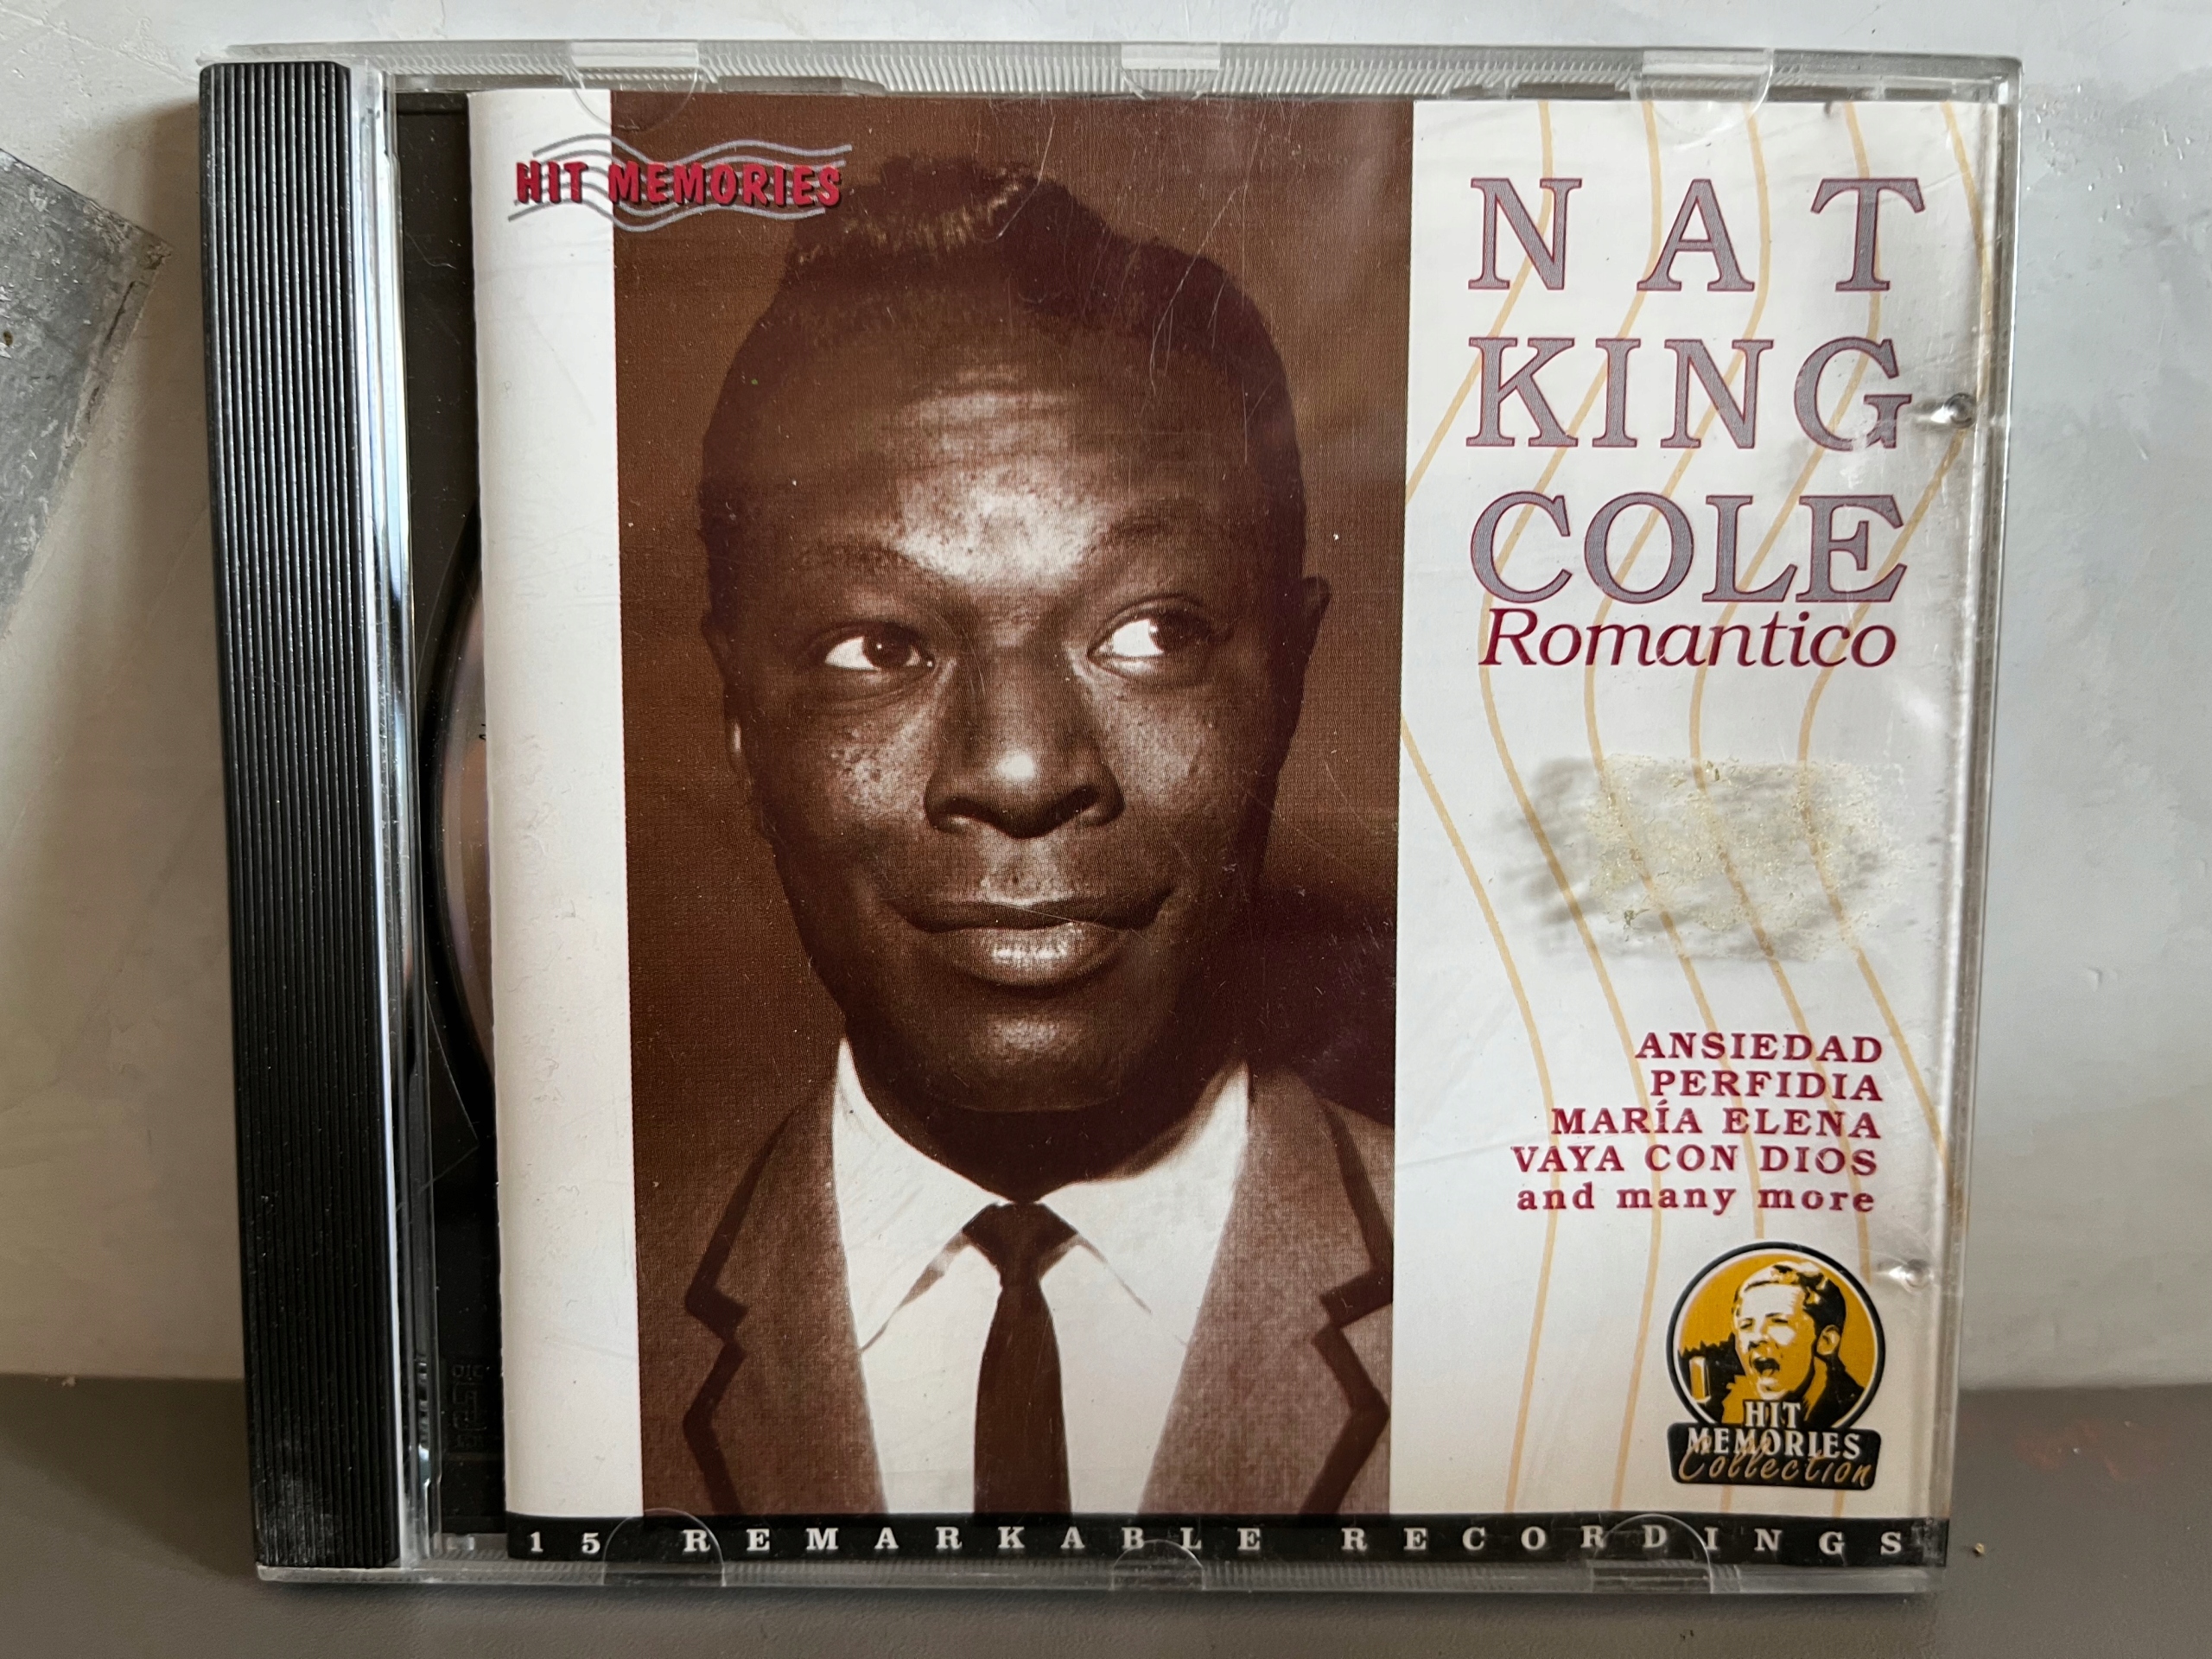 HIT MEMORIES
NAT
KING
COLE
Romantico
ANSIEDAD
PERFIDIA
MARÍA ELENA
VAYA CON DIOS
and many more
HIT
MEMORIES
Collection
15 REMARKABLE RECORDINGS